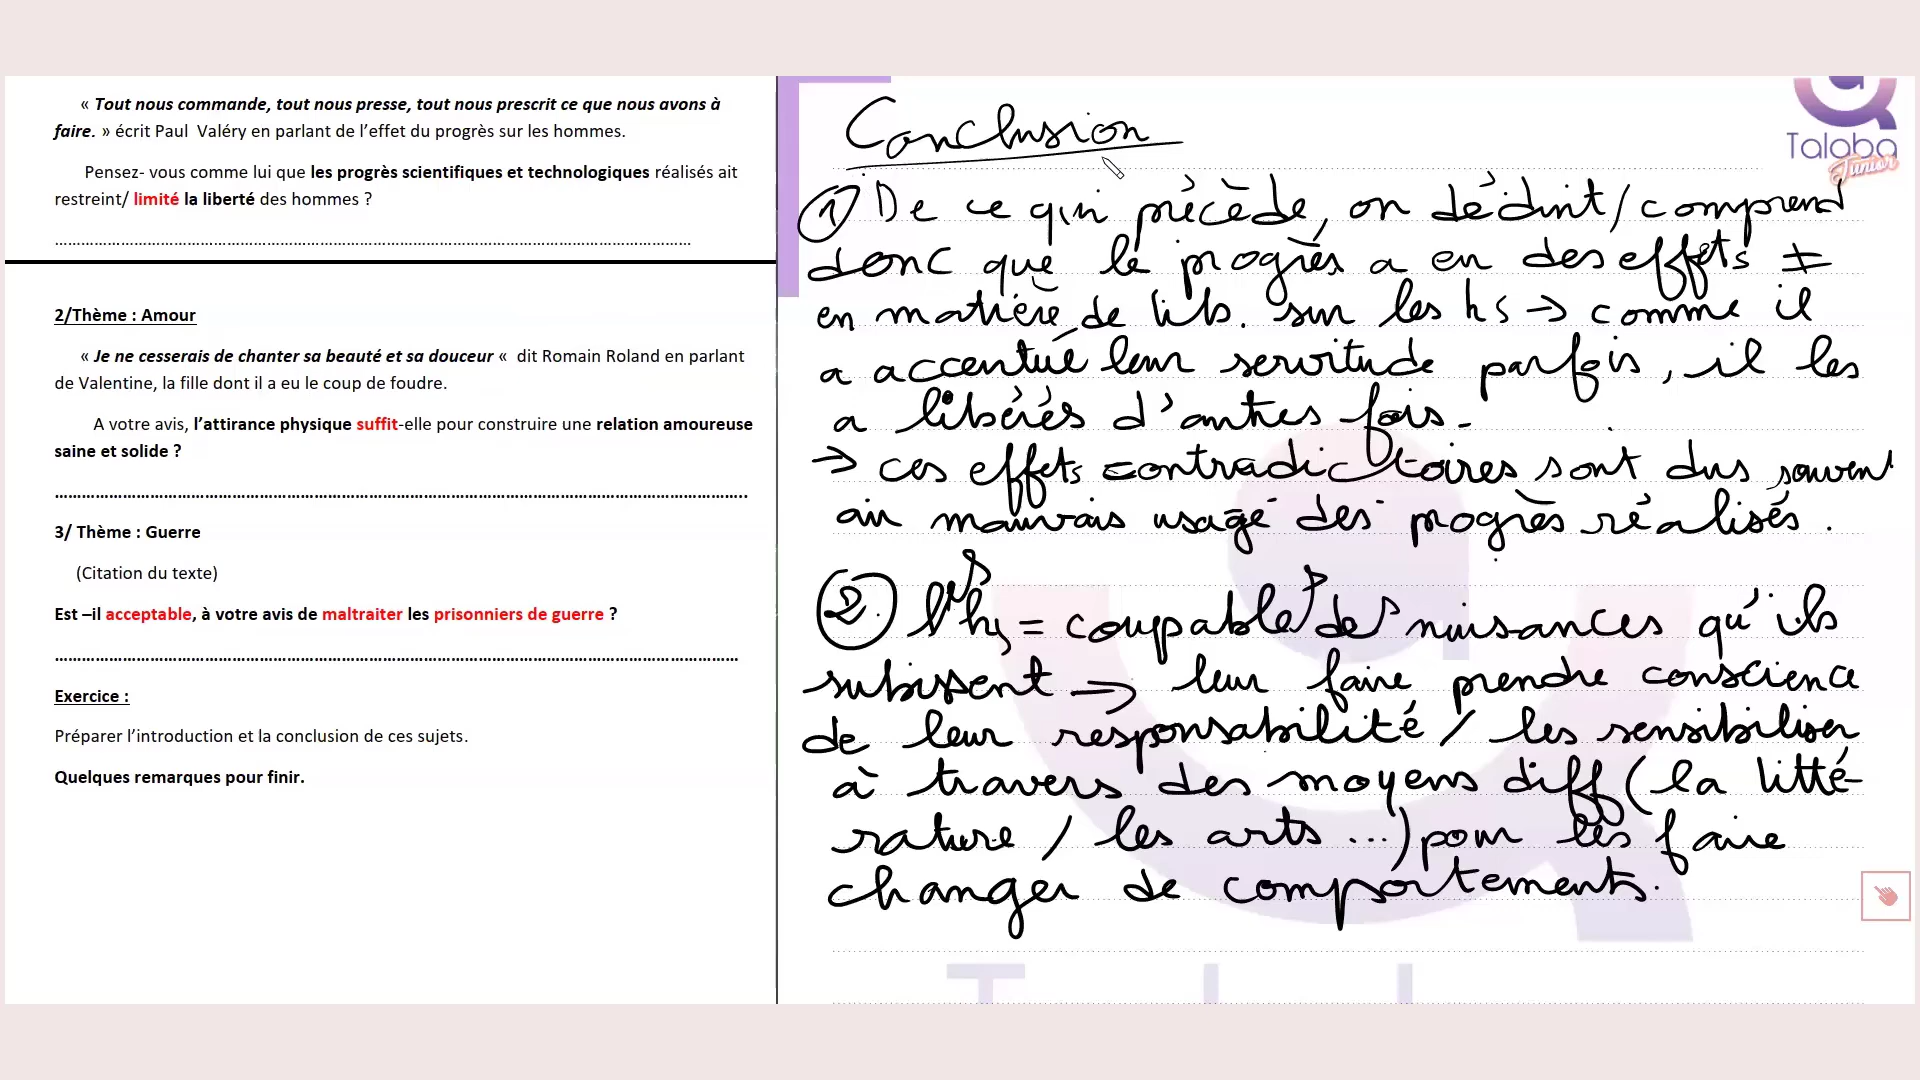 « Tout nous commande, tout nous presse, tout nous prescrit ce que nous avons à
faire. » écrit Paul Valéry en parlant de l’effet du progrès sur les hommes.
Pensez- vous comme lui que les progrès scientifiques et technologiques réalisés ait
restreint/ limité la liberté des hommes ?
2/Thème : Amour
« Je ne cesserais de chanter sa beauté et sa douceur « dit Romain Roland en parlant
de Valentine, la fille dont il a eu le coup de foudre.
A votre avis, l’attirance physique suffit-elle pour construire une relation amoureuse
saine et solide ?
3/ Thème : Guerre
(Citation du texte)
Est –il acceptable, à votre avis de maltraiter les prisonniers de guerre ?
Exercice :
Préparer l’introduction et la conclusion de ces sujets.
Quelques remarques pour finir.
Talaba
Junior
Conclusion
1) De ce qui précède, on déduit/comprend
donc que le progrès a eu des effets ≠
en matière de lib. sur les hs → comme il
a accentué leur servitude parfois, il les
a libérés d'autres fois.
→ ces effets contradictoires sont dus souvent
au mauvais usage des progrès réalisés.
2. les hs = coupables des nuisances qu'ils
subissent → leur faire prendre conscience
de leur responsabilité / les sensibiliser
à travers des moyens diff (la litté-
rature / les arts ...) pour les faire
changer de comportements.